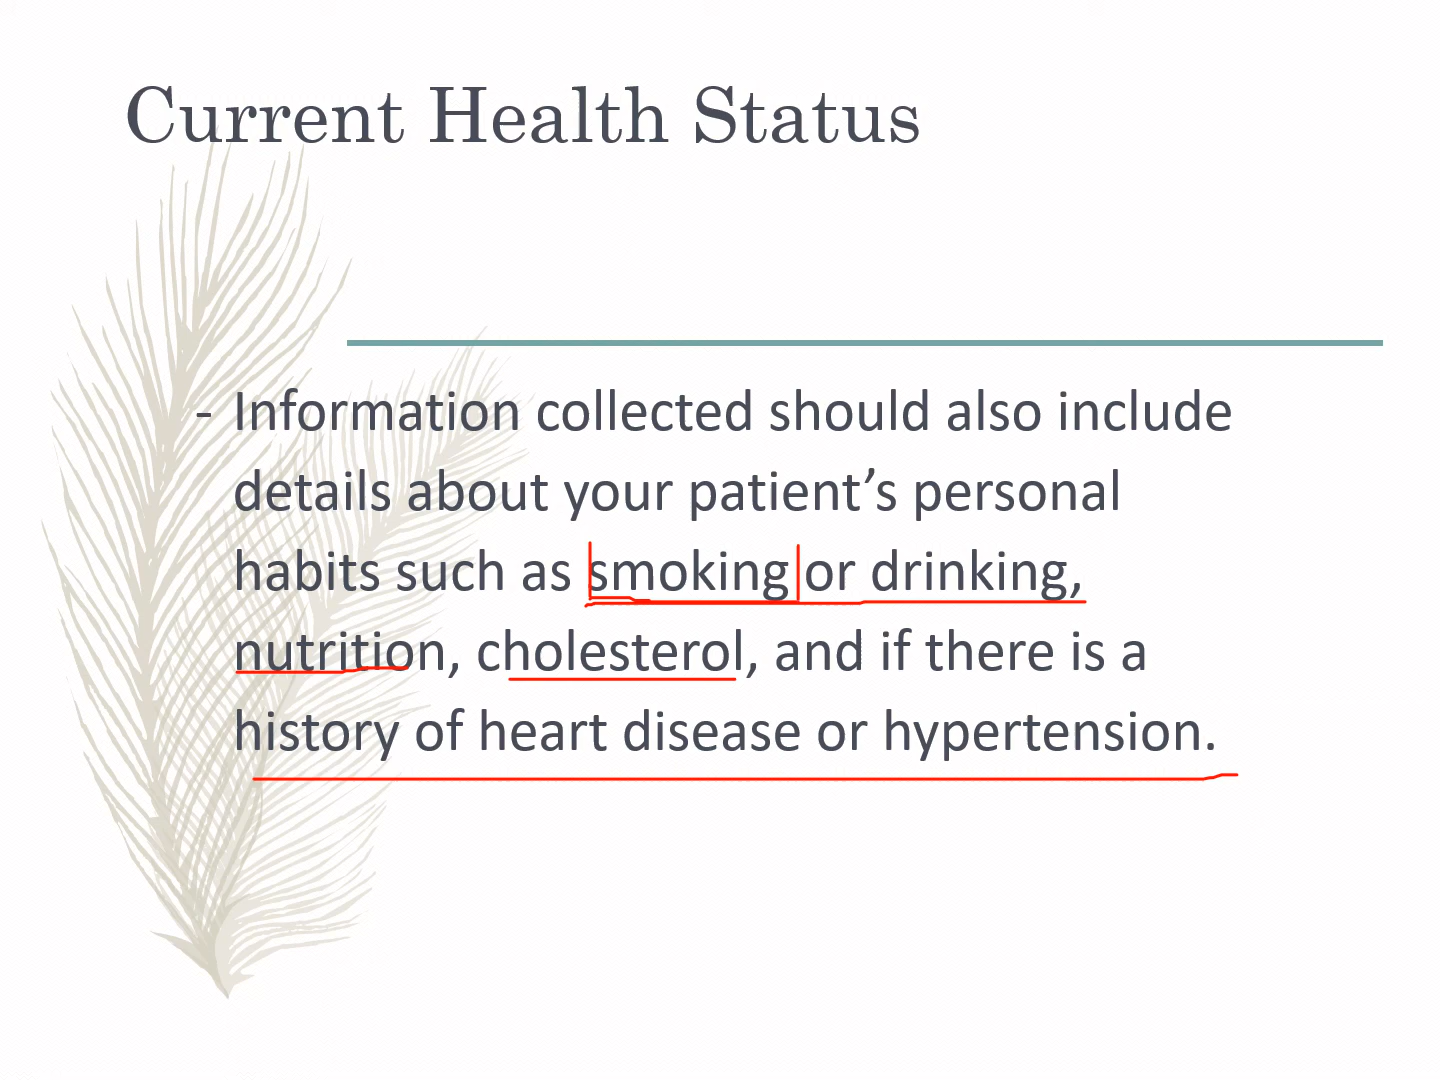 Current Health Status
- Information collected should also include
details about your patient’s personal
habits such as smoking or drinking,
nutrition, cholesterol, and if there is a
history of heart disease or hypertension.